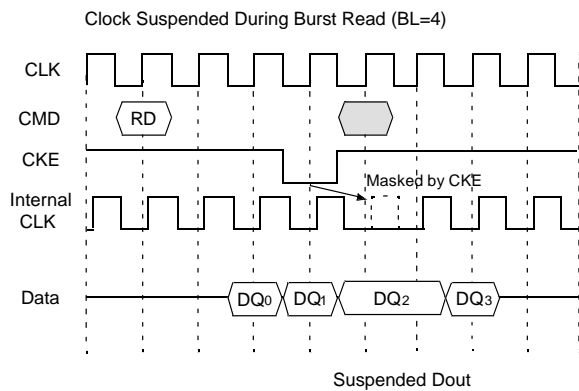 Clock Suspended During Burst Read (BL=4)
CLK
CMD
RD
CKE
Masked by CKE
Internal
CLK
Data
DQ0
DQ1
DQ2
DQ3
Suspended Dout